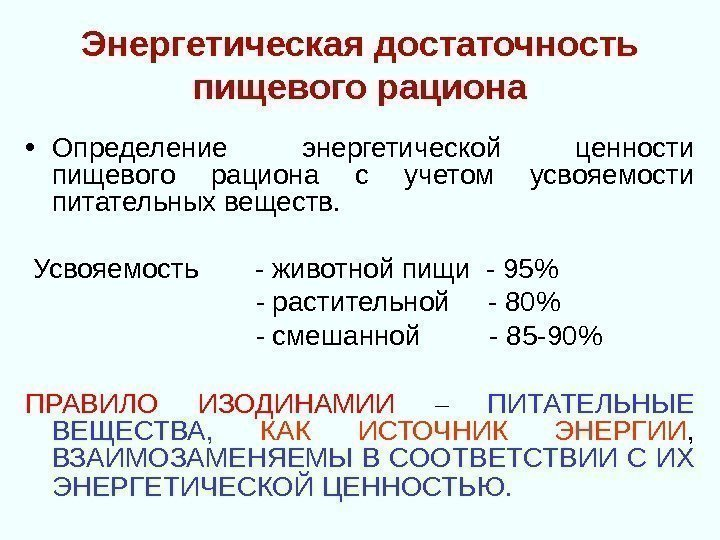 Энергетическая достаточность
пищевого рациона
• Определение энергетической ценности
пищевого рациона с учетом усвояемости
питательных веществ.
Усвояемость - животной пищи - 95%
- растительной - 80%
- смешанной - 85-90%
ПРАВИЛО ИЗОДИНАМИИ – ПИТАТЕЛЬНЫЕ
ВЕЩЕСТВА, КАК ИСТОЧНИК ЭНЕРГИИ,
ВЗАИМОЗАМЕНЯЕМЫ В СООТВЕТСТВИИ С ИХ
ЭНЕРГЕТИЧЕСКОЙ ЦЕННОСТЬЮ.